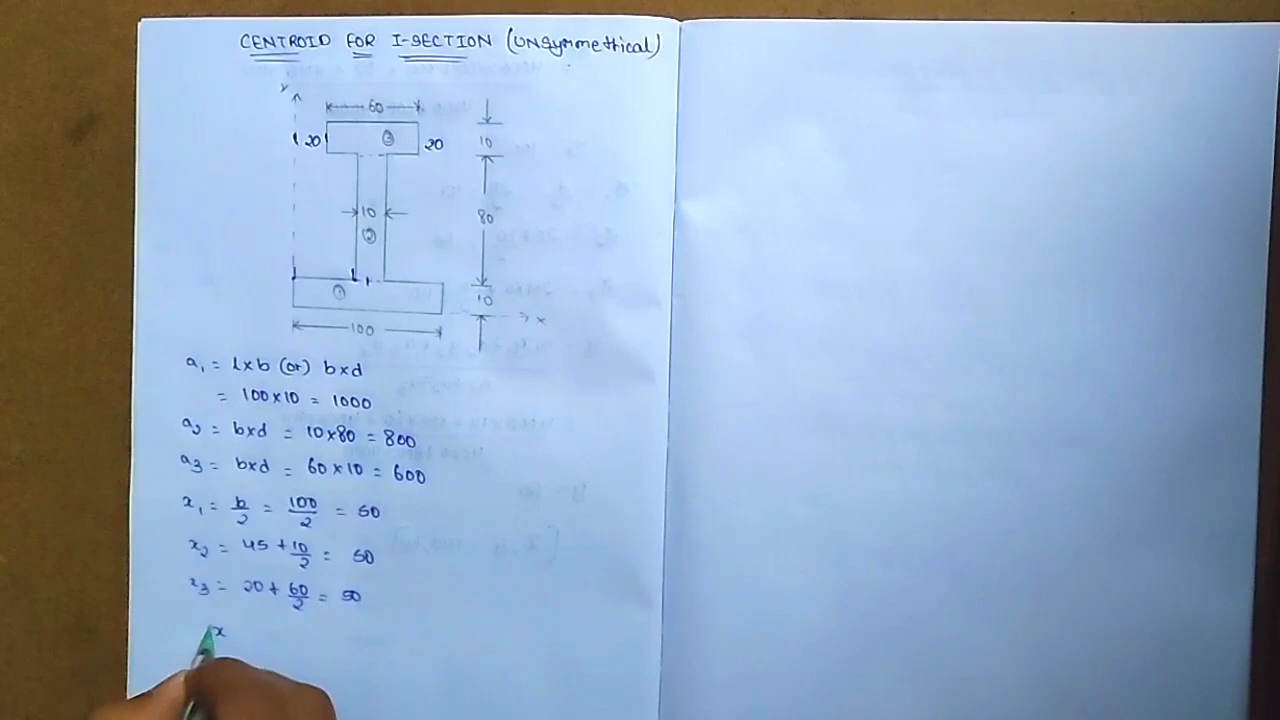 CENTROID FOR I-SECTION (UNSymmetrical)
Y
60
20 3 20 10
10 80
2
1 10
x
100
a1 = l×b (or) b×d
= 100×10 = 1000
a2 = b×d = 10×80 = 800
a3 = b×d = 60×10 = 600
x1 = b/2 = 100/2 = 50
x2 = 45 + 10/2 = 50
x3 = 20 + 60/2 = 50
x